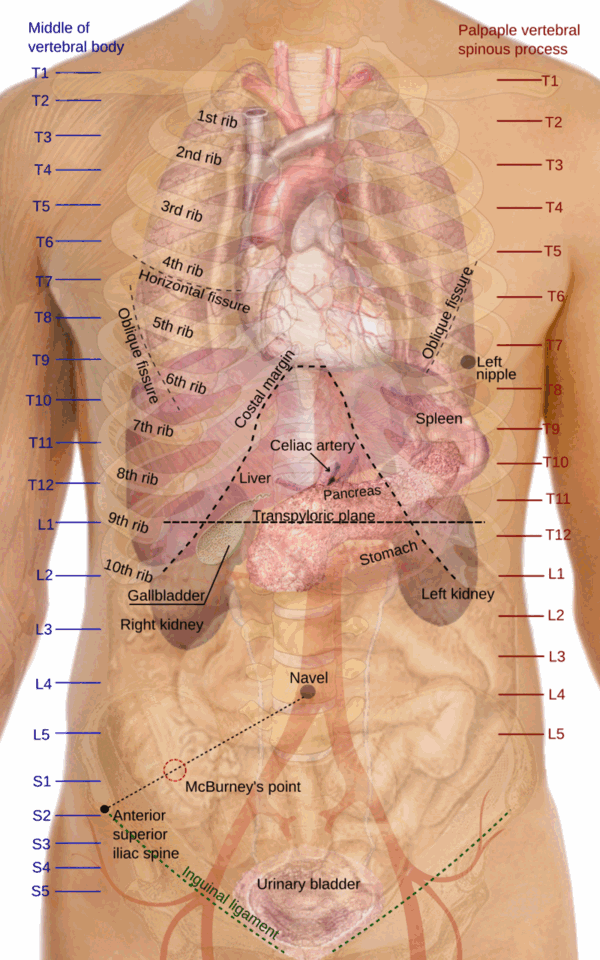 Middle of
vertebral body
Palpaple vertebral
spinous process
T1
T2
T3
T4
T5
T6
T7
T8
T9
T10
T11
T12
L1
L2
L3
L4
L5
S1
S2
S3
S4
S5
T1
T2
T3
T4
T5
T6
T7
T8
T9
T10
T11
T12
L1
L2
L3
L4
L5
1st rib
2nd rib
3rd rib
4th rib
Horizontal fissure
5th rib
Oblique fissure
6th rib
7th rib
8th rib
9th rib
10th rib
Costal margin
Oblique fissure
Left
nipple
Spleen
Celiac artery
Liver
Pancreas
Transpyloric plane
Stomach
Gallbladder
Left kidney
Right kidney
Navel
McBurney's point
Anterior
superior
iliac spine
Inguinal ligament
Urinary bladder